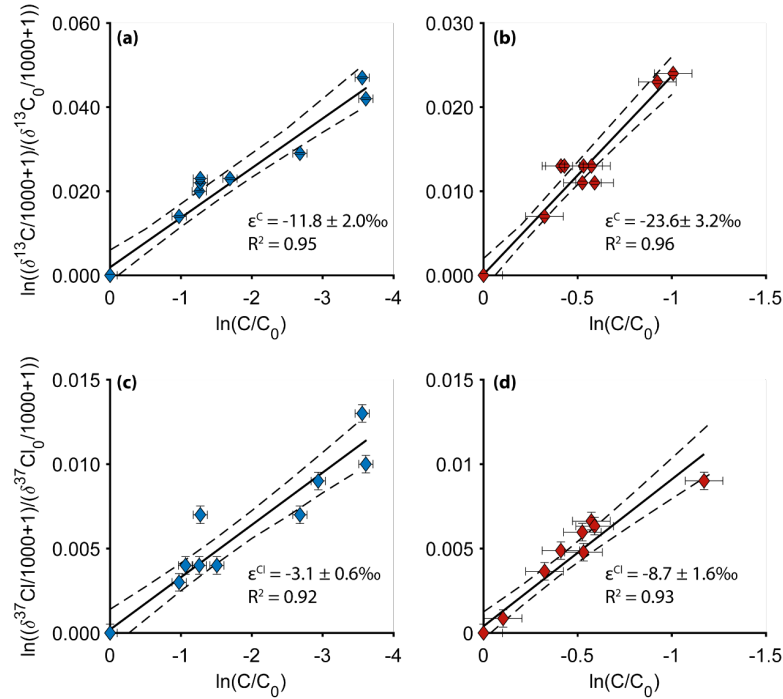 0.060
(a)
0.040
0.020
0.000
0
-1
-2
-3
-4
ln(C/C₀)
ln((δ¹³C/1000+1)/(δ¹³C₀/1000+1))
εᶜ = -11.8 ± 2.0‰
R² = 0.95
0.030
(b)
0.020
0.010
0.000
0
-0.5
-1
-1.5
ln(C/C₀)
εᶜ = -23.6± 3.2‰
R² = 0.96
0.015
(c)
0.010
0.005
0.000
0
-1
-2
-3
-4
ln(C/C₀)
ln((δ³⁷Cl/1000+1)/(δ³⁷Cl₀/1000+1))
εᶜˡ = -3.1 ± 0.6‰
R² = 0.92
0.015
(d)
0.010
0.005
0
0
-0.5
-1
-1.5
ln(C/C₀)
εᶜˡ = -8.7 ± 1.6‰
R² = 0.93